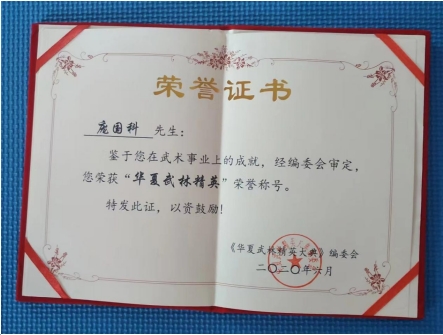 荣誉证书
庞国科 先生：
鉴于您在武术事业上的成就，经编委会审定，
您荣获“华夏武林精英”荣誉称号。
特发此证，以资鼓励！
《华夏武林精英大典》编委会
二〇二〇年六月